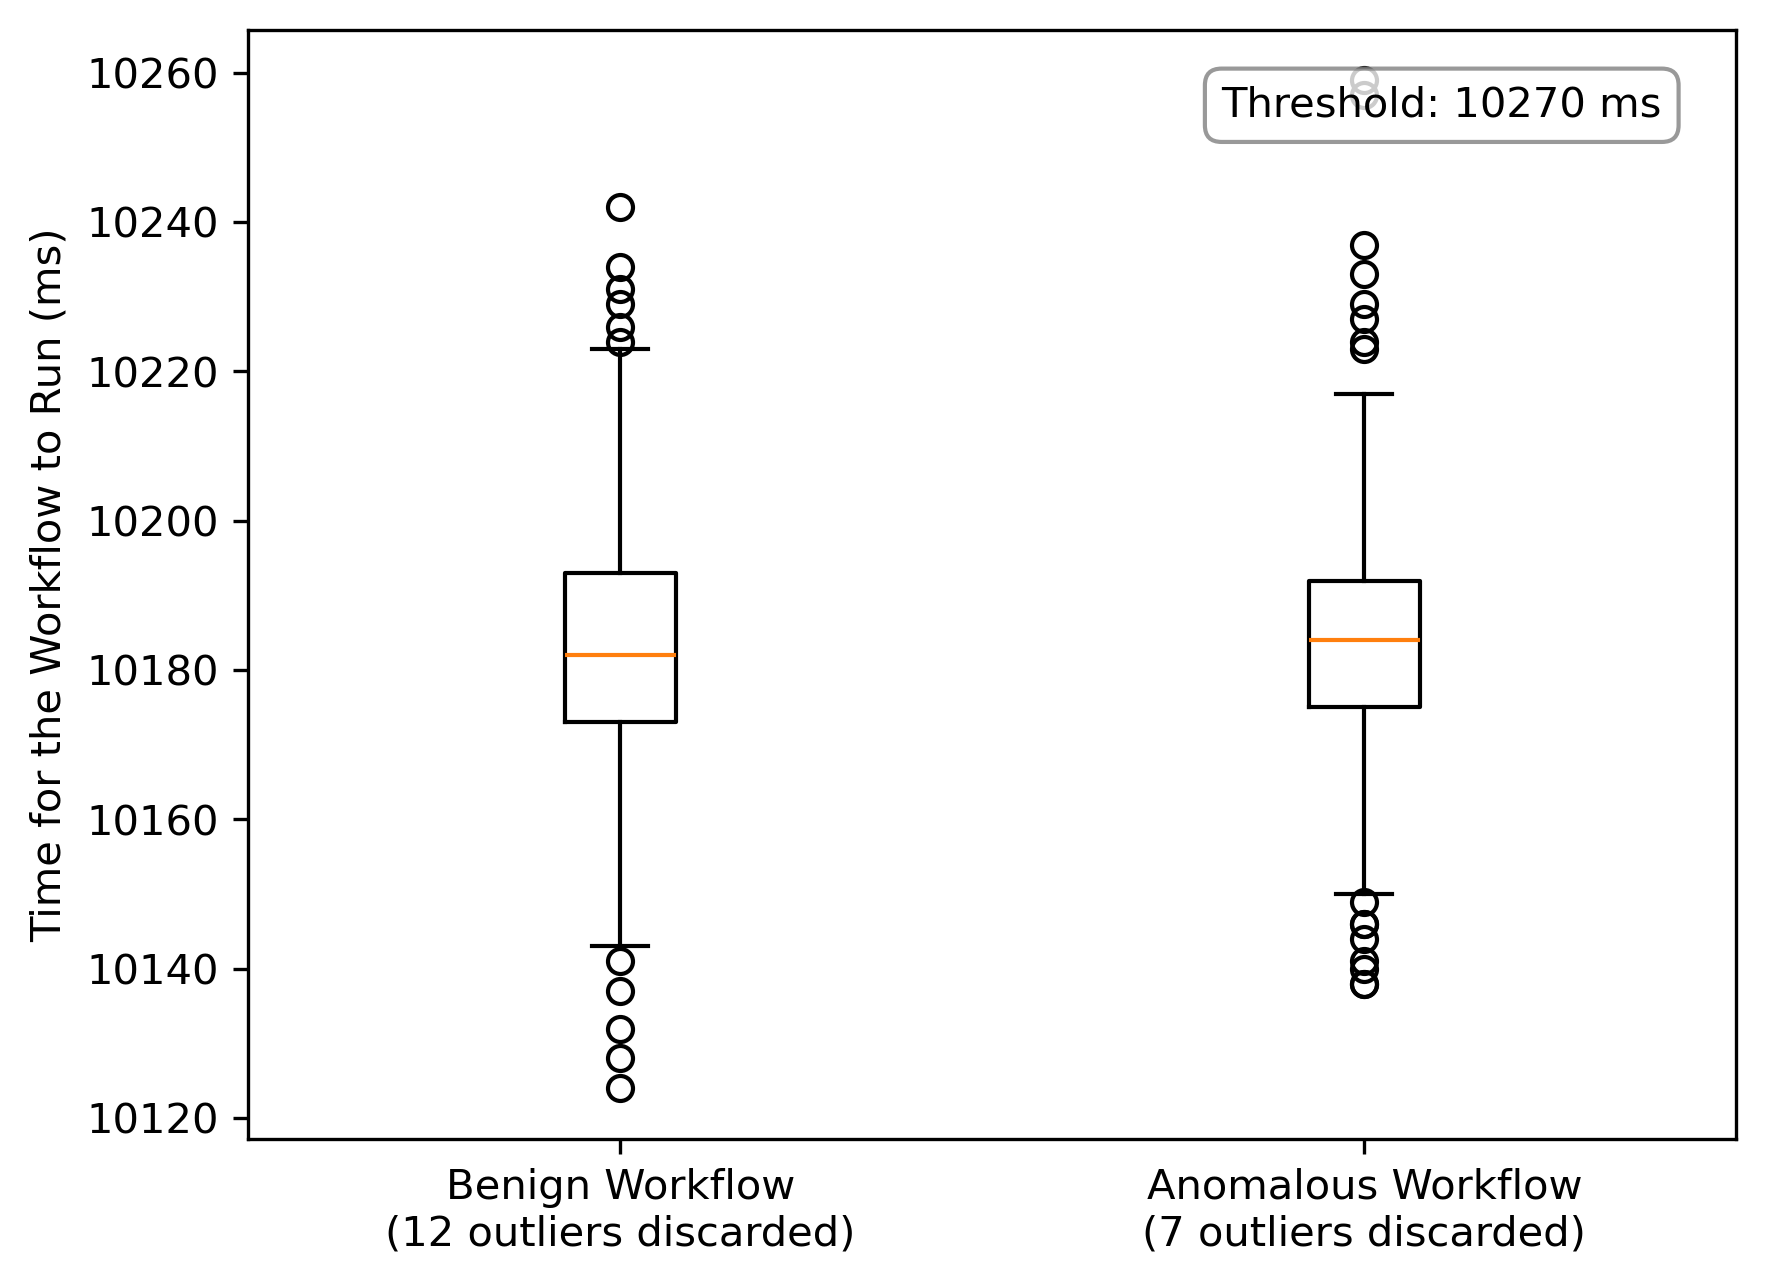 Time for the Workflow to Run (ms)
10260
10240
10220
10200
10180
10160
10140
10120
Threshold: 10270 ms
Benign Workflow
(12 outliers discarded)
Anomalous Workflow
(7 outliers discarded)